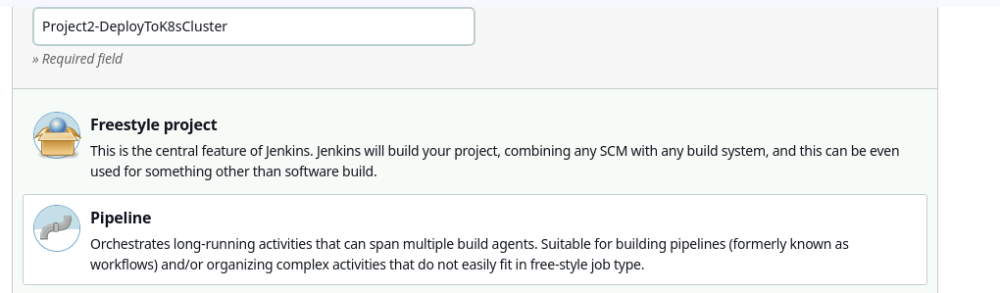 Project2-DeployToK8sCluster
» Required field
Freestyle project
This is the central feature of Jenkins. Jenkins will build your project, combining any SCM with any build system, and this can be even
used for something other than software build.
Pipeline
Orchestrates long-running activities that can span multiple build agents. Suitable for building pipelines (formerly known as
workflows) and/or organizing complex activities that do not easily fit in free-style job type.